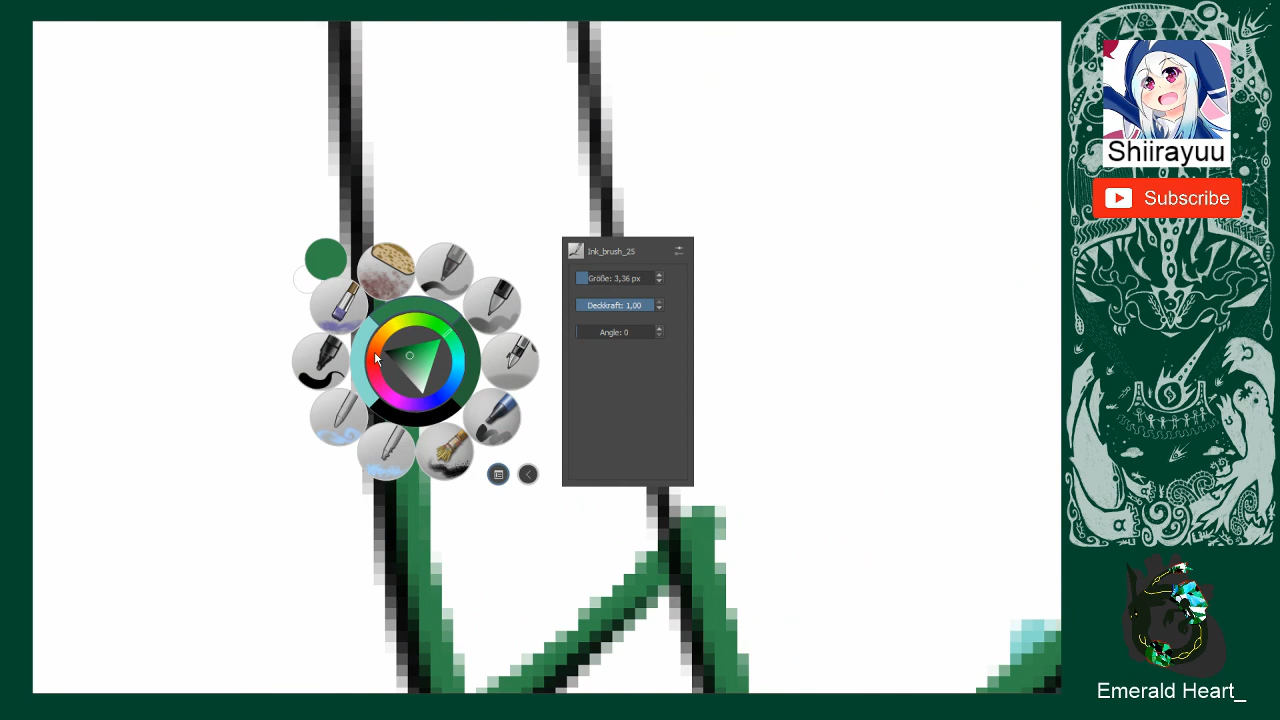 Shiirayuu
Subscribe
Ink_brush_25
Größe: 3,36 px
Deckkraft: 1,00
Angle: 0
Emerald Heart_